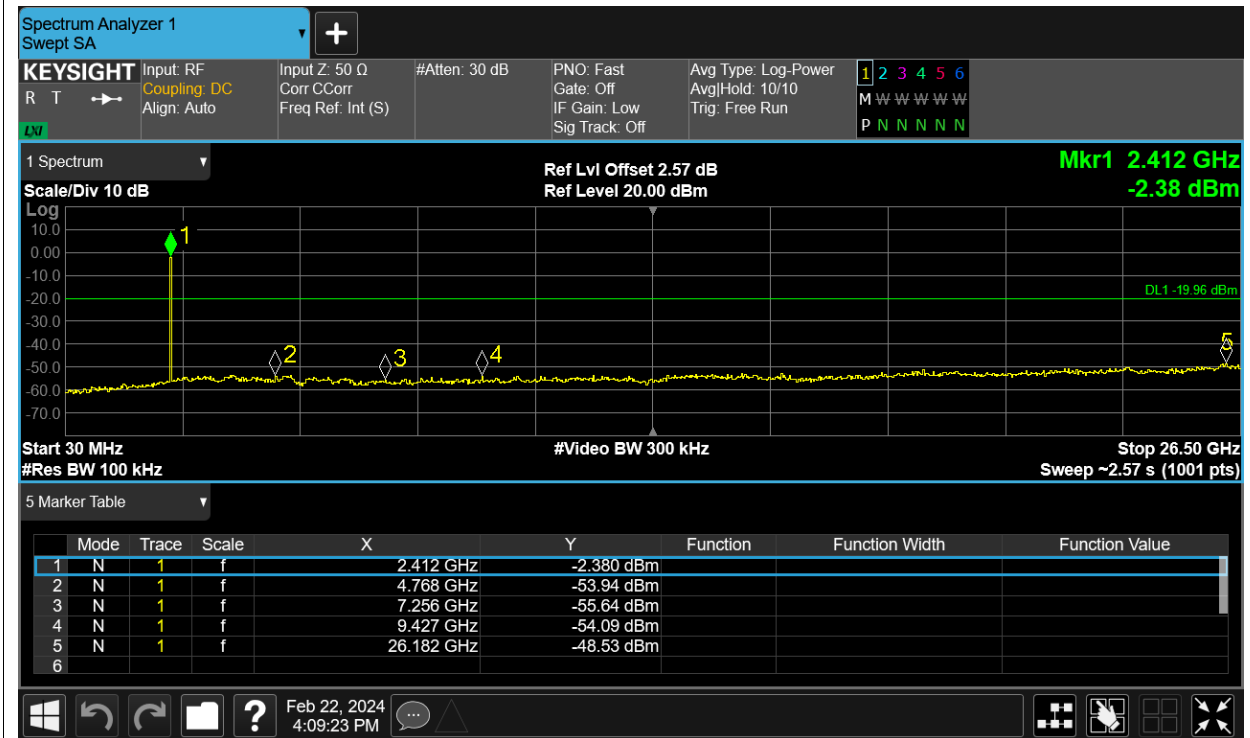 Spectrum Analyzer 1
Swept SA
KEYSIGHT
R T
LXI
Input: RF
Coupling: DC
Align: Auto
Input Z: 50 Ω
Corr CCorr
Freq Ref: Int (S)
#Atten: 30 dB
PNO: Fast
Gate: Off
IF Gain: Low
Sig Track: Off
Avg Type: Log-Power
Avg|Hold: 10/10
Trig: Free Run
1 2 3 4 5 6
M W W W W W
P N N N N N
1 Spectrum
Scale/Div 10 dB
Ref Lvl Offset 2.57 dB
Ref Level 20.00 dBm
Mkr1 2.412 GHz
-2.38 dBm
Log
10.0
0.00
-10.0
-20.0
-30.0
-40.0
-50.0
-60.0
-70.0
1
DL1 -19.96 dBm
2
3
4
5
Start 30 MHz
#Res BW 100 kHz
#Video BW 300 kHz
Stop 26.50 GHz
Sweep ~2.57 s (1001 pts)
5 Marker Table
Mode Trace Scale X Y Function Function Width Function Value
1 N 1 f 2.412 GHz -2.380 dBm
2 N 1 f 4.768 GHz -53.94 dBm
3 N 1 f 7.256 GHz -55.64 dBm
4 N 1 f 9.427 GHz -54.09 dBm
5 N 1 f 26.182 GHz -48.53 dBm
6
?
Feb 22, 2024
4:09:23 PM